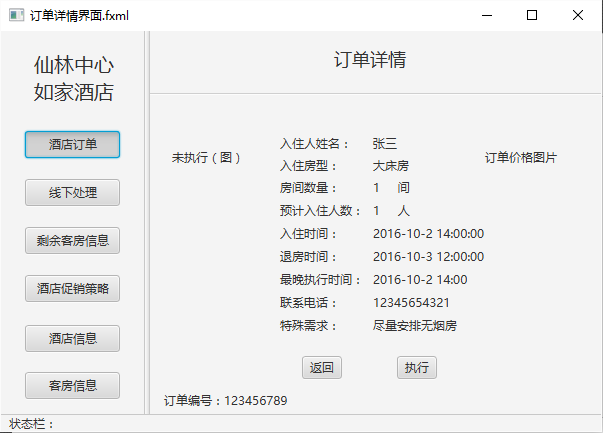 订单详情界面.fxml
仙林中心
如家酒店
酒店订单
线下处理
剩余客房信息
酒店促销策略
酒店信息
客房信息
订单详情
未执行（图）
入住人姓名： 张三
入住房型： 大床房
房间数量： 1 间
预计入住人数： 1 人
入住时间： 2016-10-2 14:00:00
退房时间： 2016-10-3 12:00:00
最晚执行时间： 2016-10-2 14:00
联系电话： 12345654321
特殊需求： 尽量安排无烟房
订单价格图片
返回 执行
订单编号：123456789
状态栏：